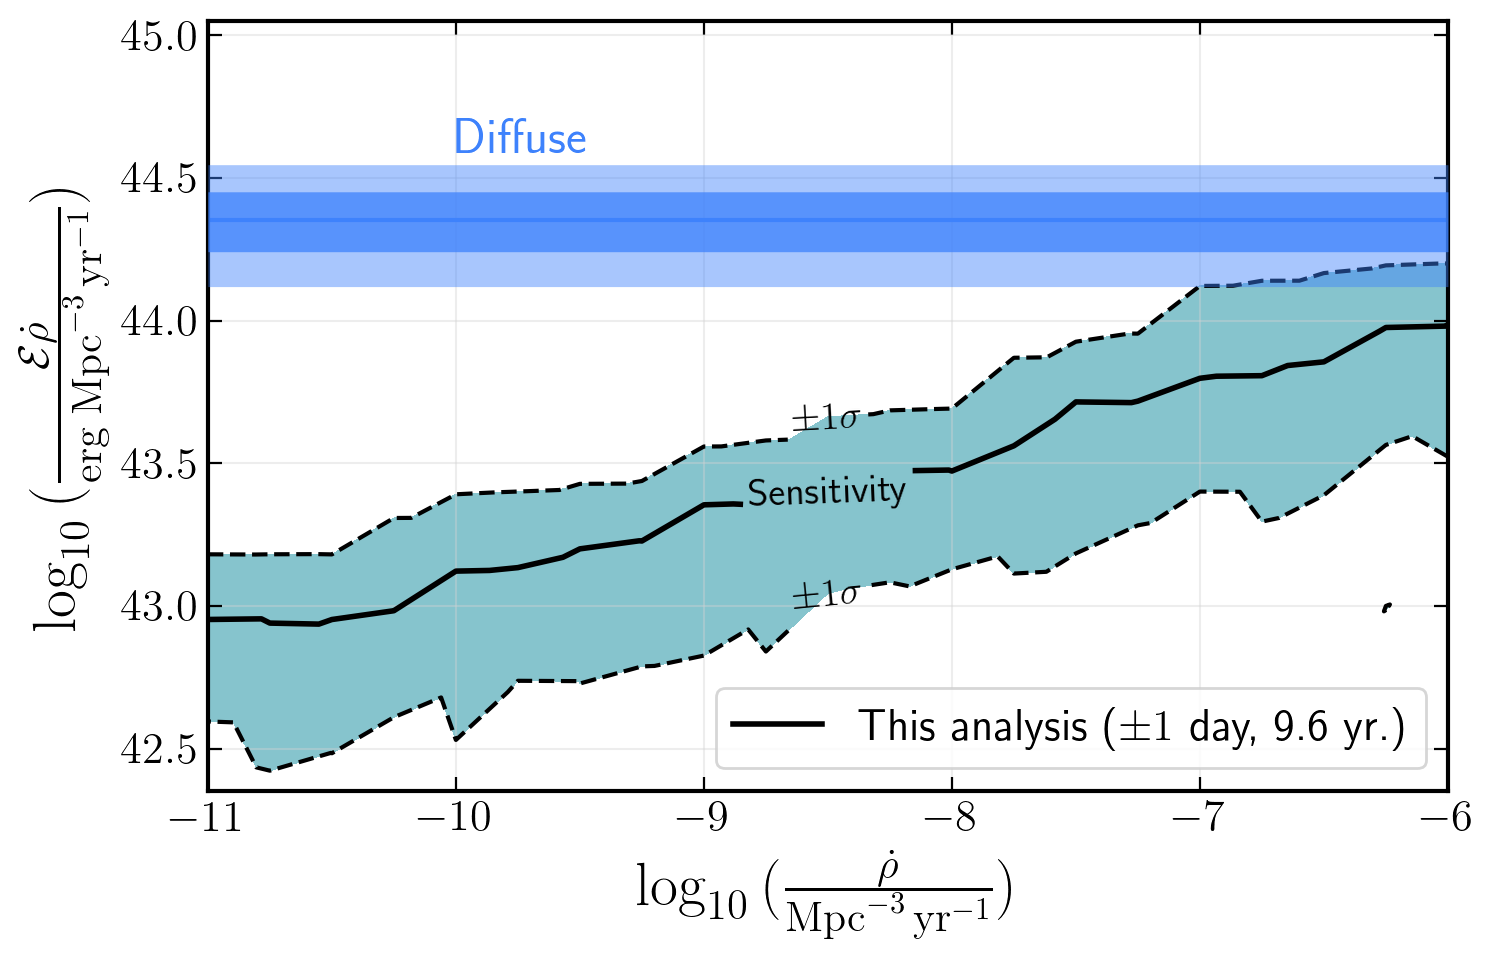 log₁₀ (ℰρ̇ / erg Mpc⁻³ yr⁻¹)
45.0
44.5
44.0
43.5
43.0
42.5
Diffuse
±1σ
Sensitivity
±1σ
This analysis (±1 day, 9.6 yr.)
−11
−10
−9
−8
−7
−6
log₁₀ (ρ̇ / Mpc⁻³ yr⁻¹)